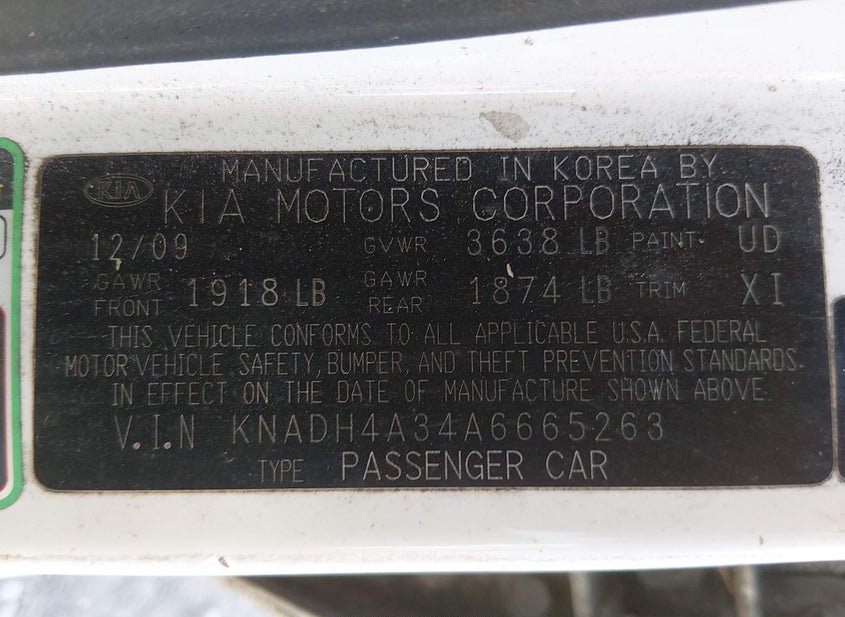 MANUFACTURED IN KOREA BY
KIA KIA MOTORS CORPORATION
12/09 GVWR 3638 LB PAINT UD
GAWR FRONT 1918 LB GAWR REAR 1874 LB TRIM XI
THIS VEHICLE CONFORMS TO ALL APPLICABLE U.S.A. FEDERAL
MOTOR VEHICLE SAFETY, BUMPER, AND THEFT PREVENTION STANDARDS
IN EFFECT ON THE DATE OF MANUFACTURE SHOWN ABOVE.
V.I.N KNADH4A34A6665263
TYPE PASSENGER CAR